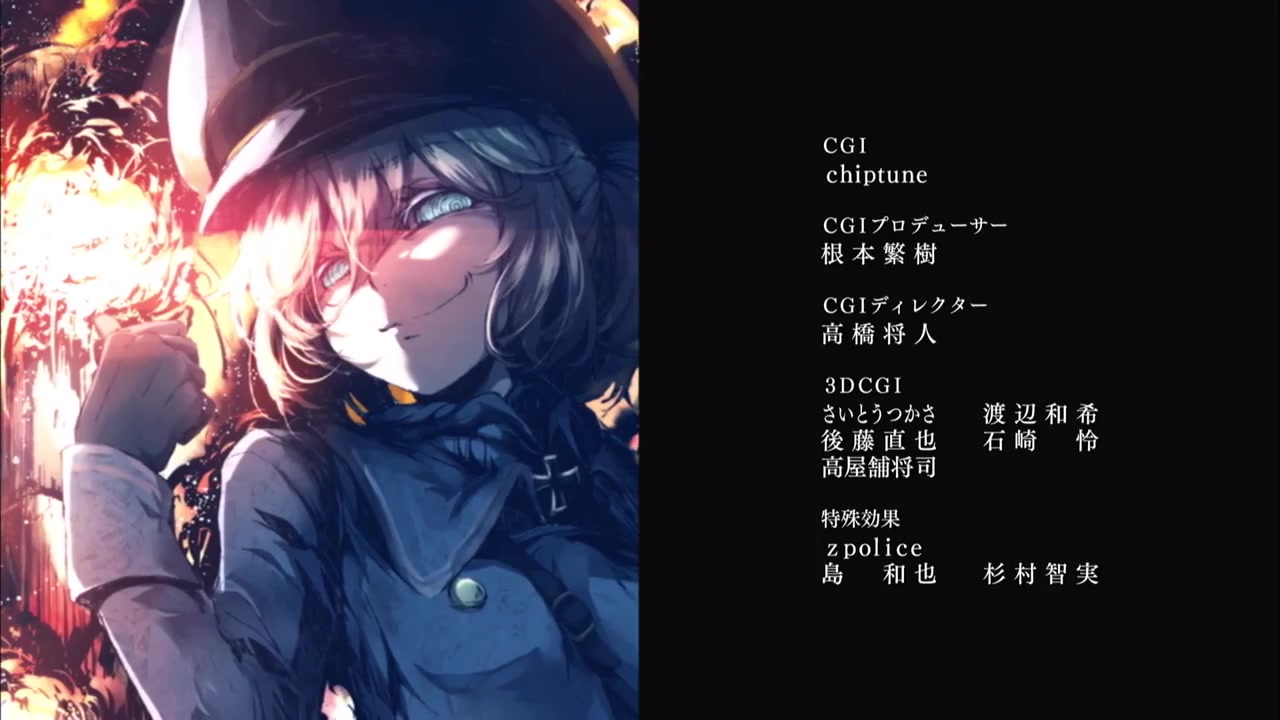 CGI
chiptune
CGIプロデューサー
根本繁樹
CGIディレクター
高橋将人
3DCGI
さいとうつかさ 渡辺和希
後藤直也 石崎 怜
高屋舗将司
特殊効果
zpolice
島 和也 杉村智実